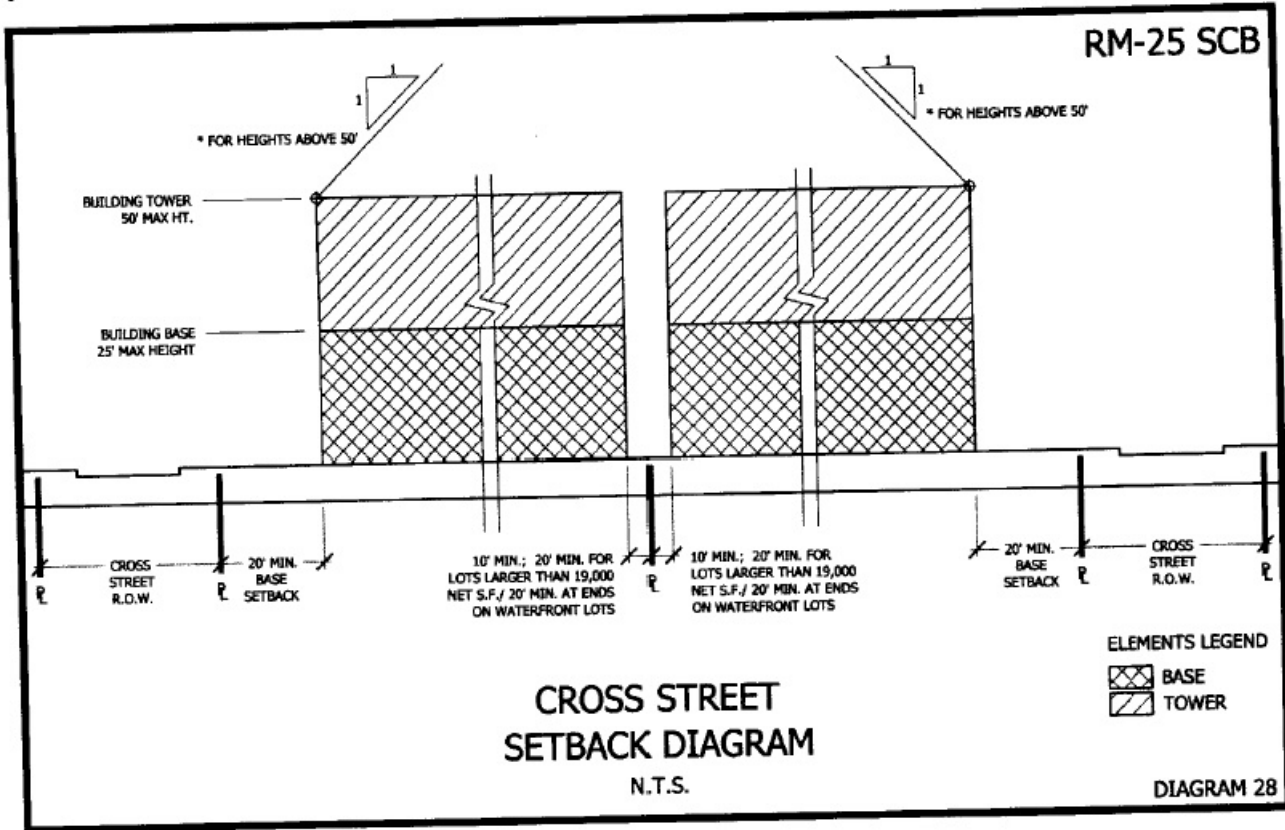 RM-25 SCB
1
1
* FOR HEIGHTS ABOVE 50'
1
1
* FOR HEIGHTS ABOVE 50'
BUILDING TOWER
50' MAX HT.
BUILDING BASE
25' MAX HEIGHT
CROSS
STREET
R.O.W.
20' MIN.
BASE
SETBACK
10' MIN.; 20' MIN. FOR
LOTS LARGER THAN 19,000
NET S.F./ 20' MIN. AT ENDS
ON WATERFRONT LOTS
10' MIN.; 20' MIN. FOR
LOTS LARGER THAN 19,000
NET S.F./ 20' MIN. AT ENDS
ON WATERFRONT LOTS
20' MIN.
BASE
SETBACK
CROSS
STREET
R.O.W.
℄
℄
℄
℄
℄
ELEMENTS LEGEND
BASE
TOWER
CROSS STREET
SETBACK DIAGRAM
N.T.S.
DIAGRAM 28